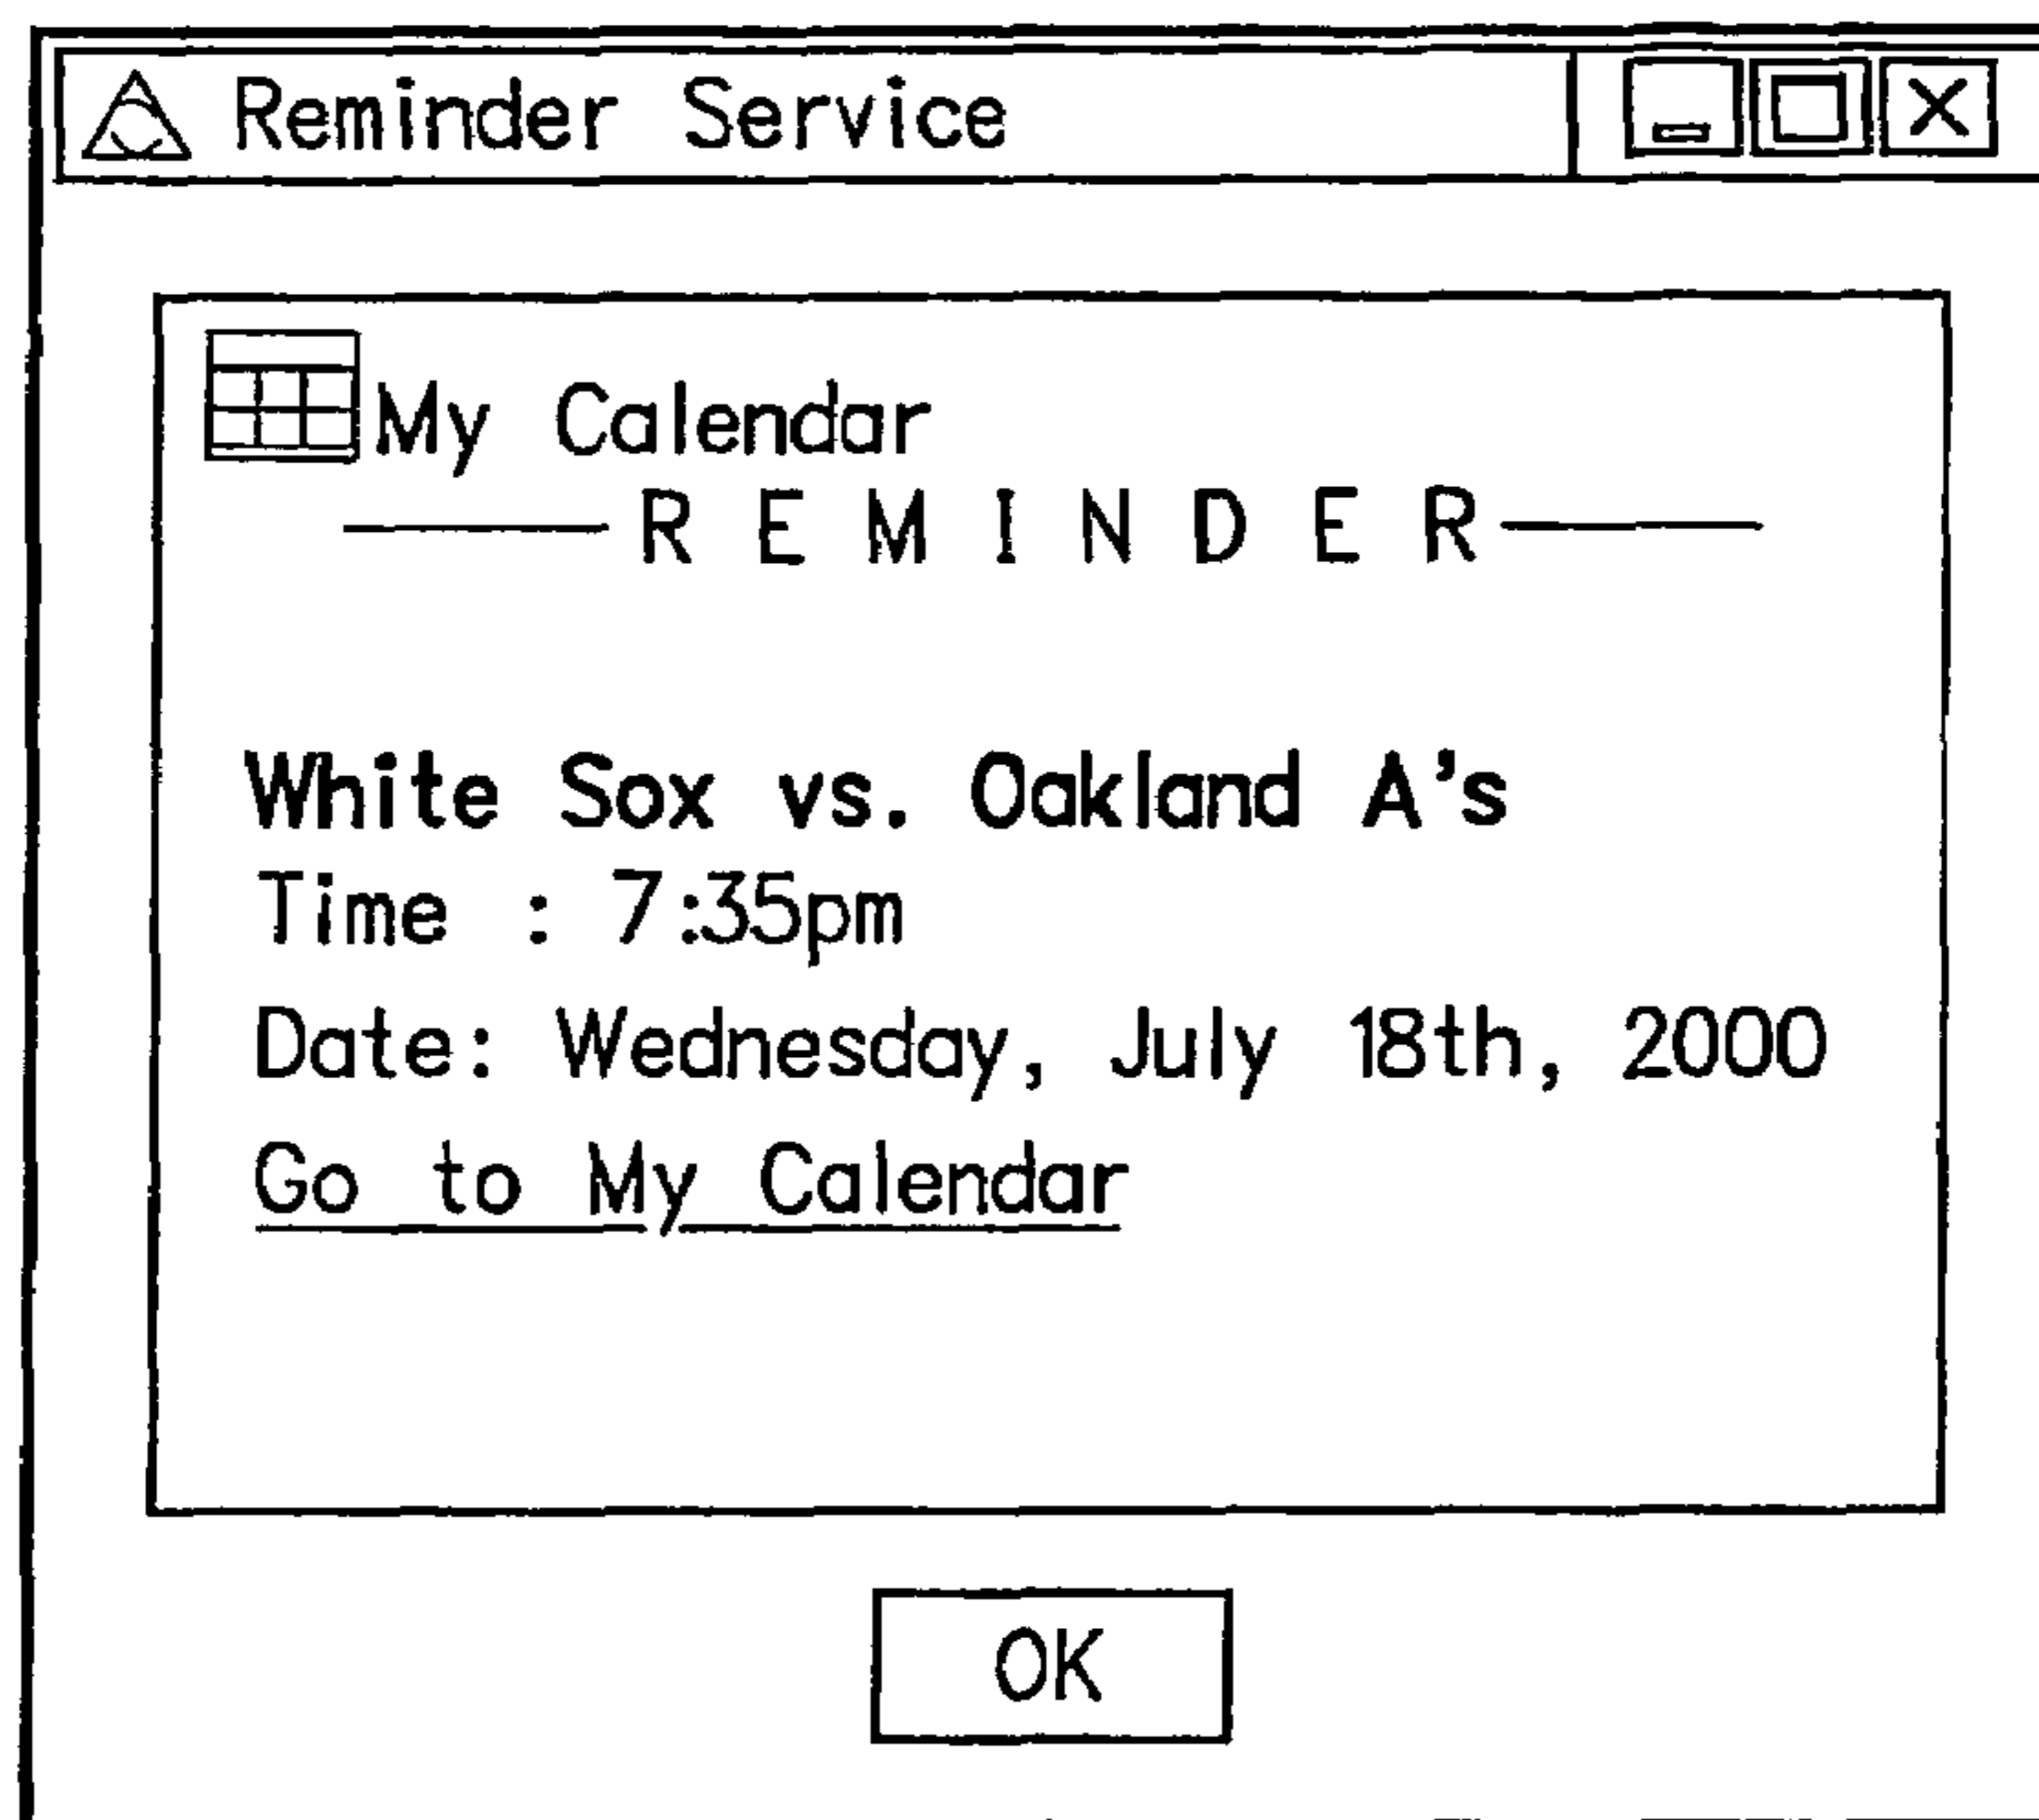 Reminder Service
My Calendar
R E M I N D E R
White Sox vs. Oakland A's
Time : 7:35pm
Date: Wednesday, July 18th, 2000
Go to My Calendar
OK